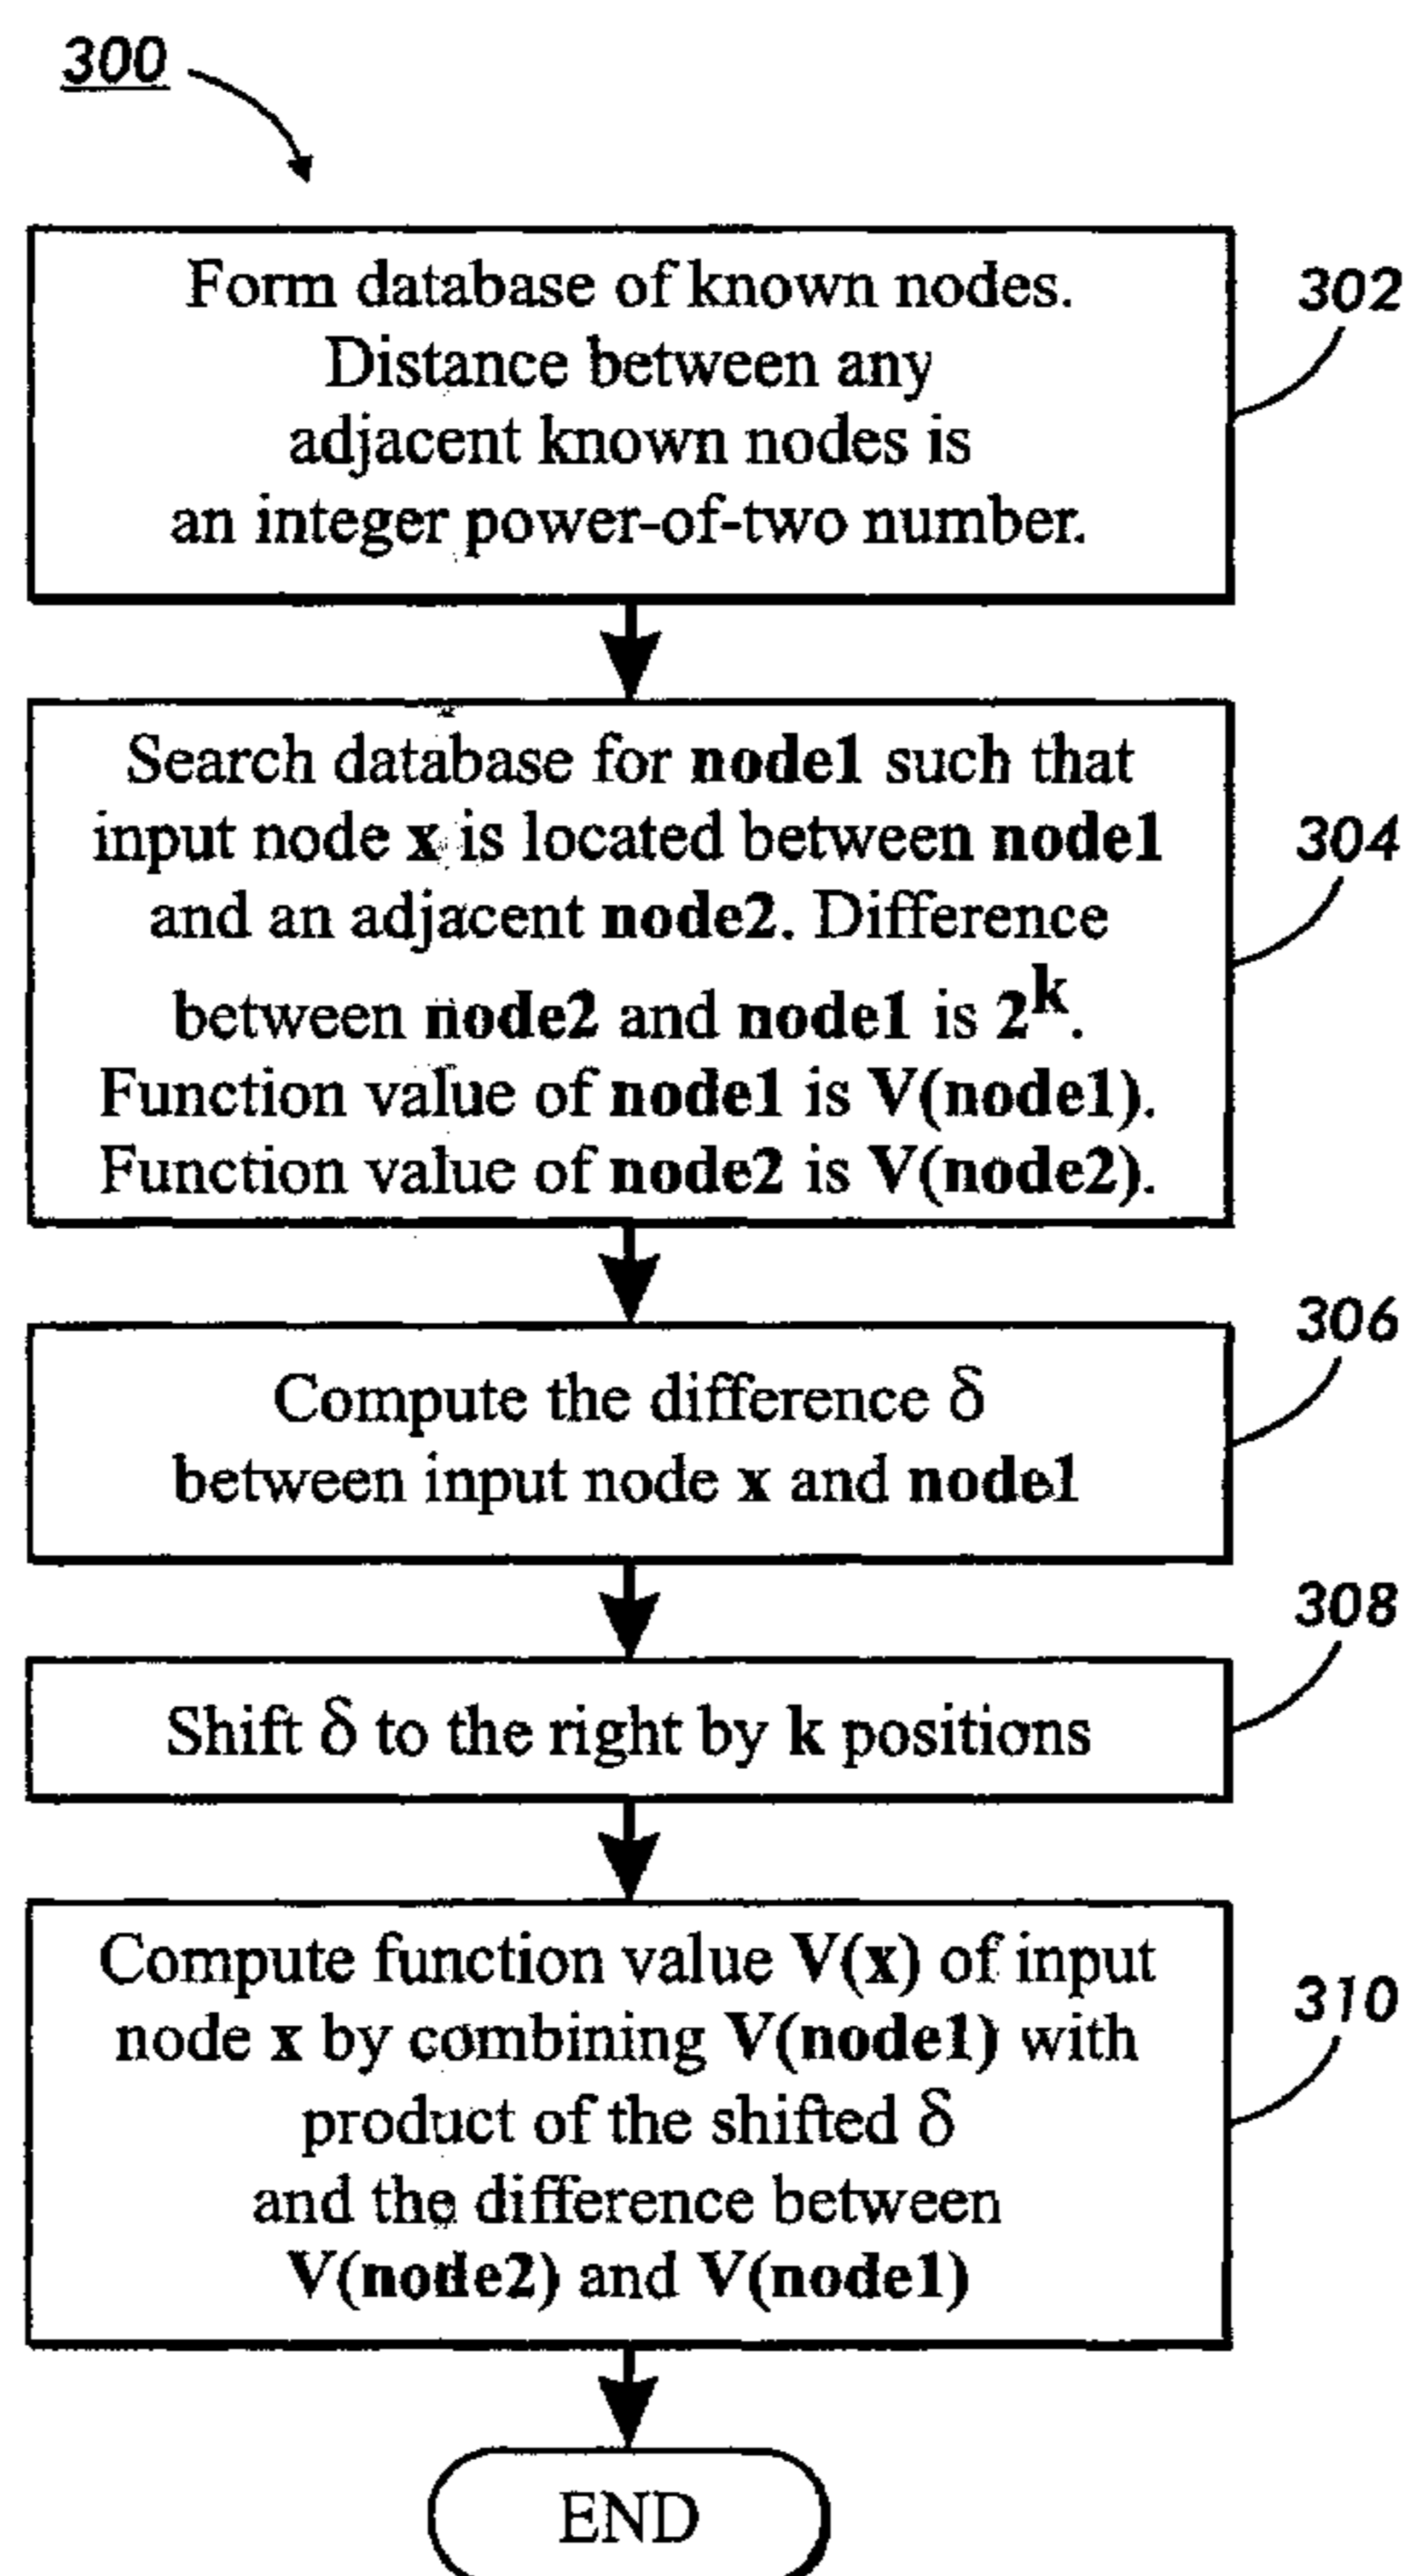 300
Form database of known nodes.
Distance between any
adjacent known nodes is
an integer power-of-two number.
302
Search database for node1 such that
input node x is located between node1
and an adjacent node2. Difference
between node2 and node1 is 2^k.
Function value of node1 is V(node1).
Function value of node2 is V(node2).
304
Compute the difference δ
between input node x and node1
306
Shift δ to the right by k positions
308
Compute function value V(x) of input
node x by combining V(node1) with
product of the shifted δ
and the difference between
V(node2) and V(node1)
310
END